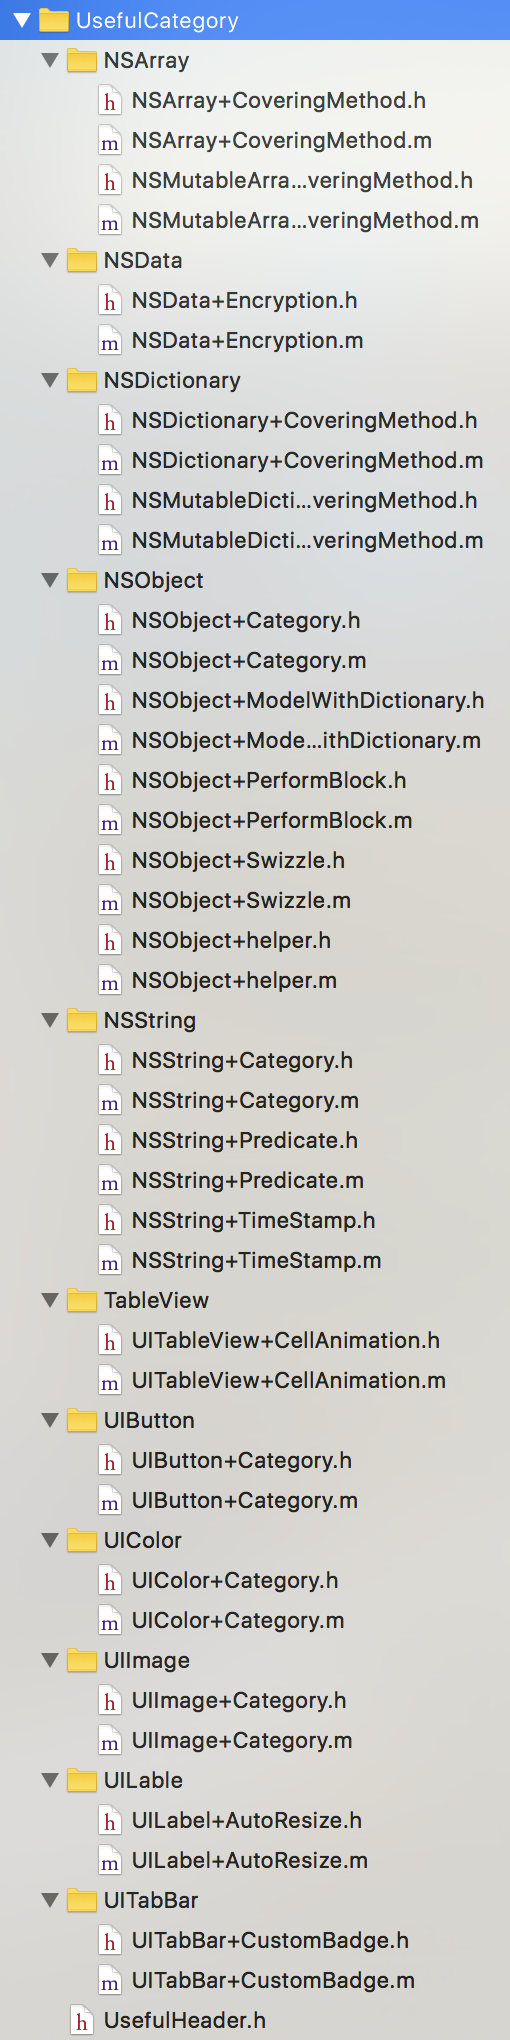 UsefulCategory
NSArray
h NSArray+CoveringMethod.h
m NSArray+CoveringMethod.m
h NSMutableArra...veringMethod.h
m NSMutableArra...veringMethod.m
NSData
h NSData+Encryption.h
m NSData+Encryption.m
NSDictionary
h NSDictionary+CoveringMethod.h
m NSDictionary+CoveringMethod.m
h NSMutableDicti...veringMethod.h
m NSMutableDicti...veringMethod.m
NSObject
h NSObject+Category.h
m NSObject+Category.m
h NSObject+ModelWithDictionary.h
m NSObject+Mode...ithDictionary.m
h NSObject+PerformBlock.h
m NSObject+PerformBlock.m
h NSObject+Swizzle.h
m NSObject+Swizzle.m
h NSObject+helper.h
m NSObject+helper.m
NSString
h NSString+Category.h
m NSString+Category.m
h NSString+Predicate.h
m NSString+Predicate.m
h NSString+TimeStamp.h
m NSString+TimeStamp.m
TableView
h UITableView+CellAnimation.h
m UITableView+CellAnimation.m
UIButton
h UIButton+Category.h
m UIButton+Category.m
UIColor
h UIColor+Category.h
m UIColor+Category.m
UIImage
h UIImage+Category.h
m UIImage+Category.m
UILable
h UILabel+AutoResize.h
m UILabel+AutoResize.m
UITabBar
h UITabBar+CustomBadge.h
m UITabBar+CustomBadge.m
h UsefulHeader.h